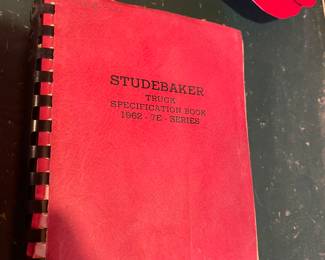 STUDEBAKER
TRUCK
SPECIFICATION BOOK
1962 - 7E - SERIES